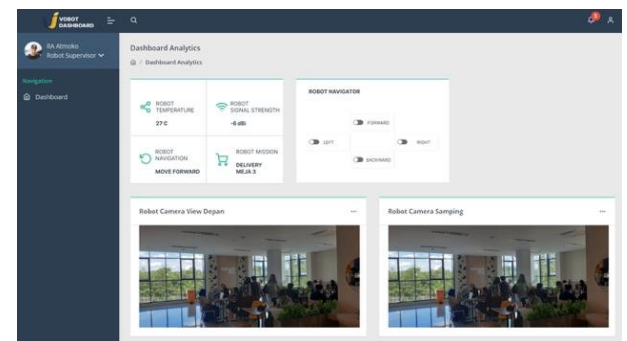 VOBOT
DASHBOARD
RA Atmoko
Robot Supervisor
Navigation
Dashboard
Dashboard Analytics
/ Dashboard Analytics
ROBOT
TEMPERATURE
27 C
ROBOT
SIGNAL STRENGTH
-6 dBi
ROBOT
NAVIGATION
MOVE FORWARD
ROBOT MISSION
DELIVERY
MEJA 3
ROBOT NAVIGATOR
FORWARD
LEFT
RIGHT
BACKWARD
Robot Camera View Depan
Robot Camera Samping